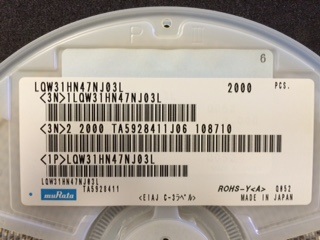 6
LQW31HN47NJ03L 2000 PCS.
<3N>1LQW31HN47NJ03L
<3N>2 2000 TA5928411J06 108710
<1P>LQW31HN47NJ03L
LQW31HN47NJ03L
muRata TA5928411 <EIAJ C-3ラベル> ROHS-Y<A> Q052
MADE IN JAPAN